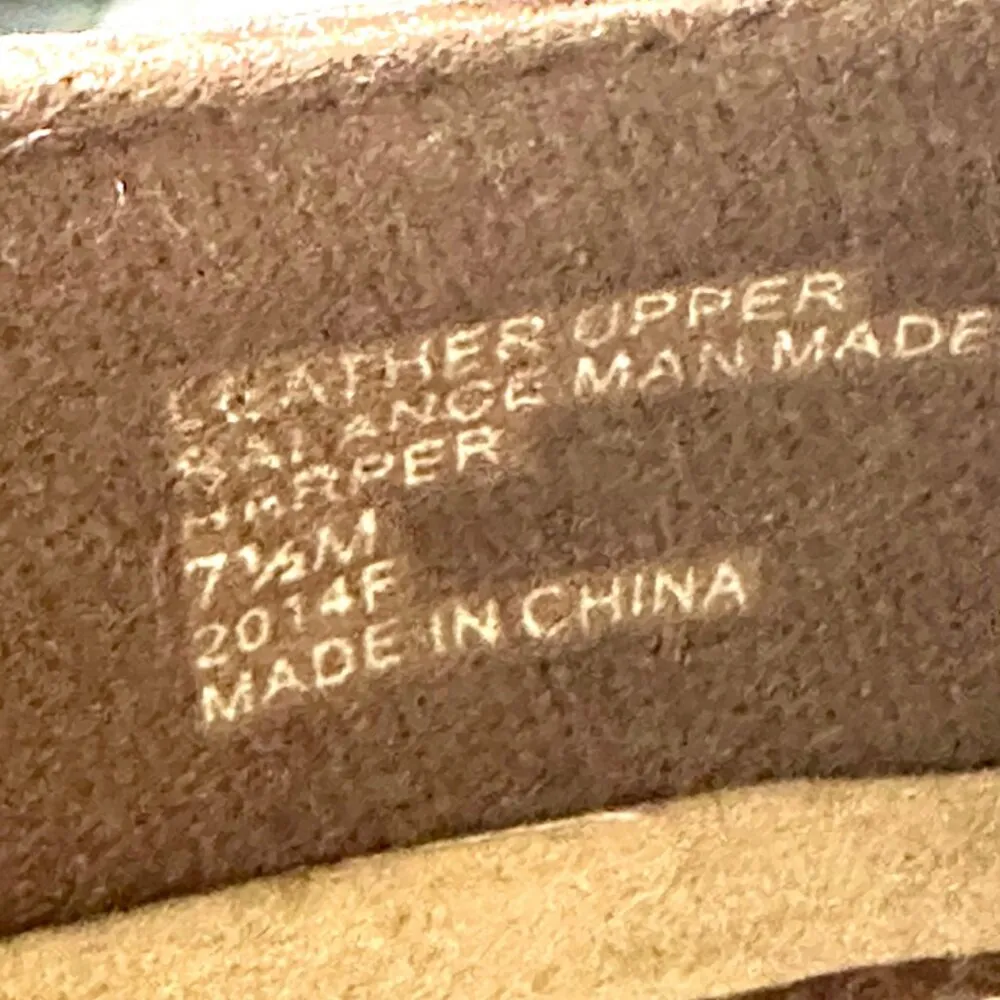 LEATHER UPPER
BALANCE MAN MADE
HARPER
7½M
2014F
MADE IN CHINA